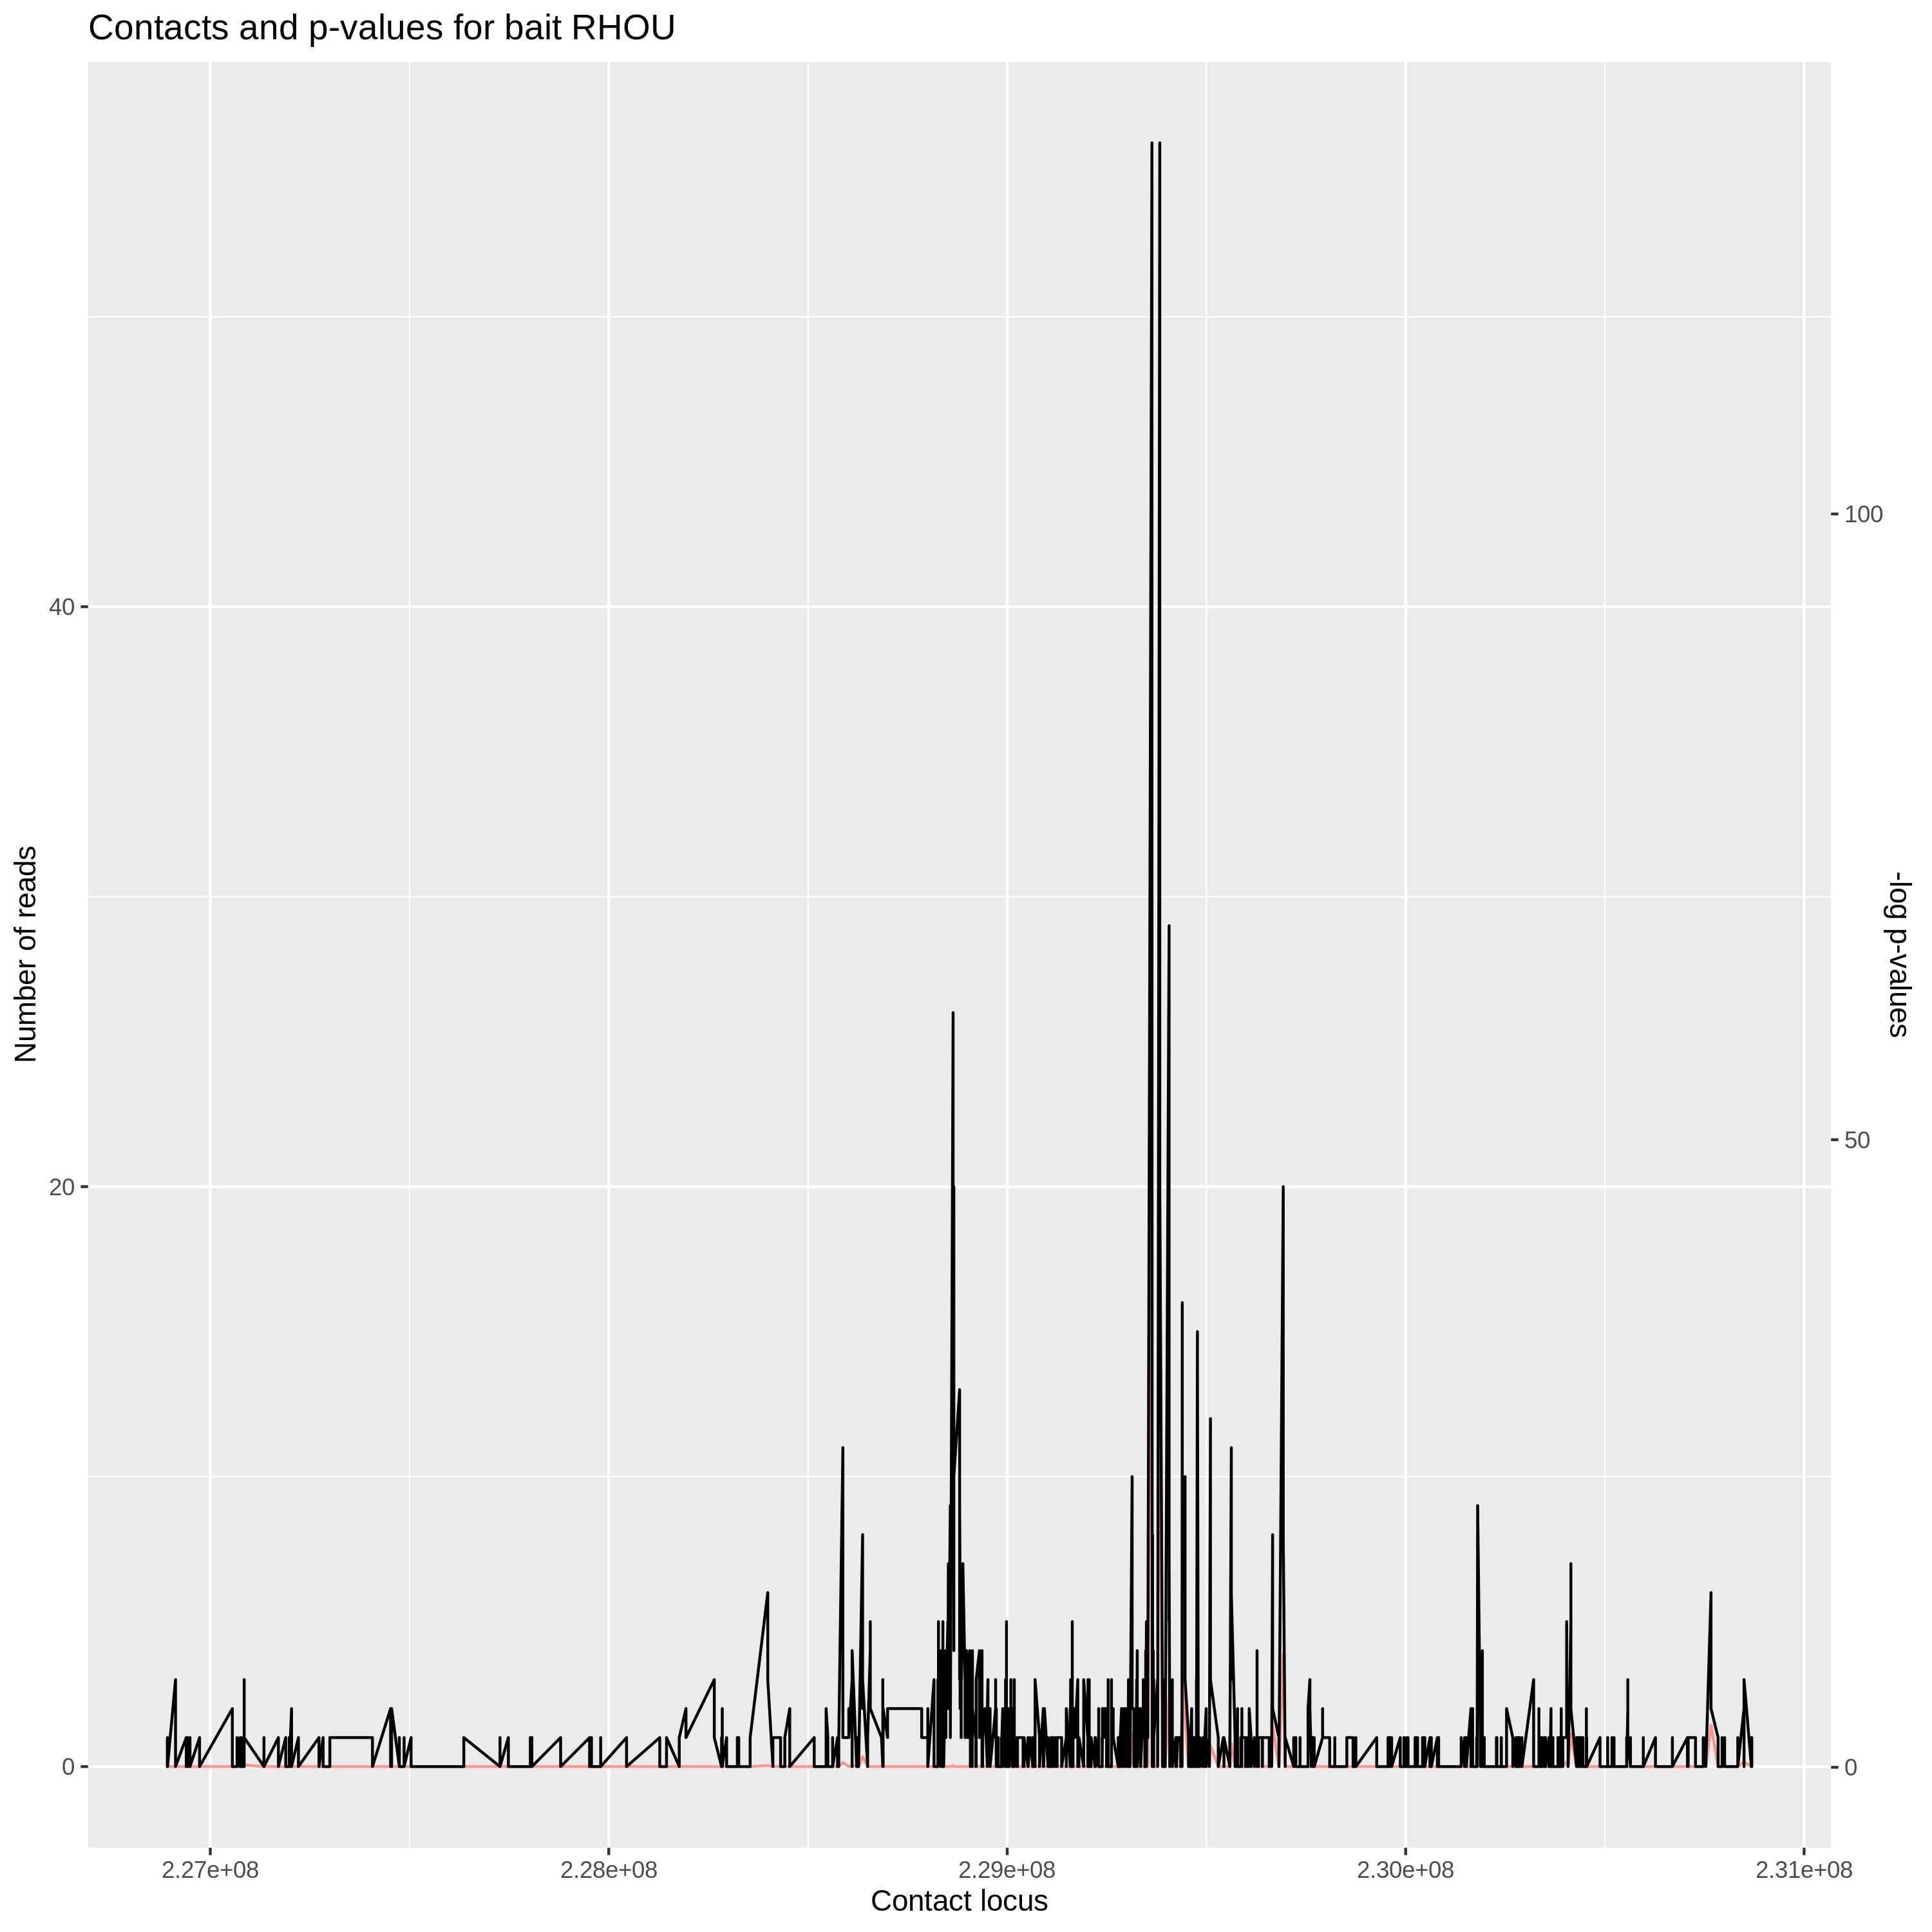 Contacts and p-values for bait RHOU
Number of reads
40
20
0
100
50
0
-log p-values
2.27e+08
2.28e+08
2.29e+08
2.30e+08
2.31e+08
Contact locus